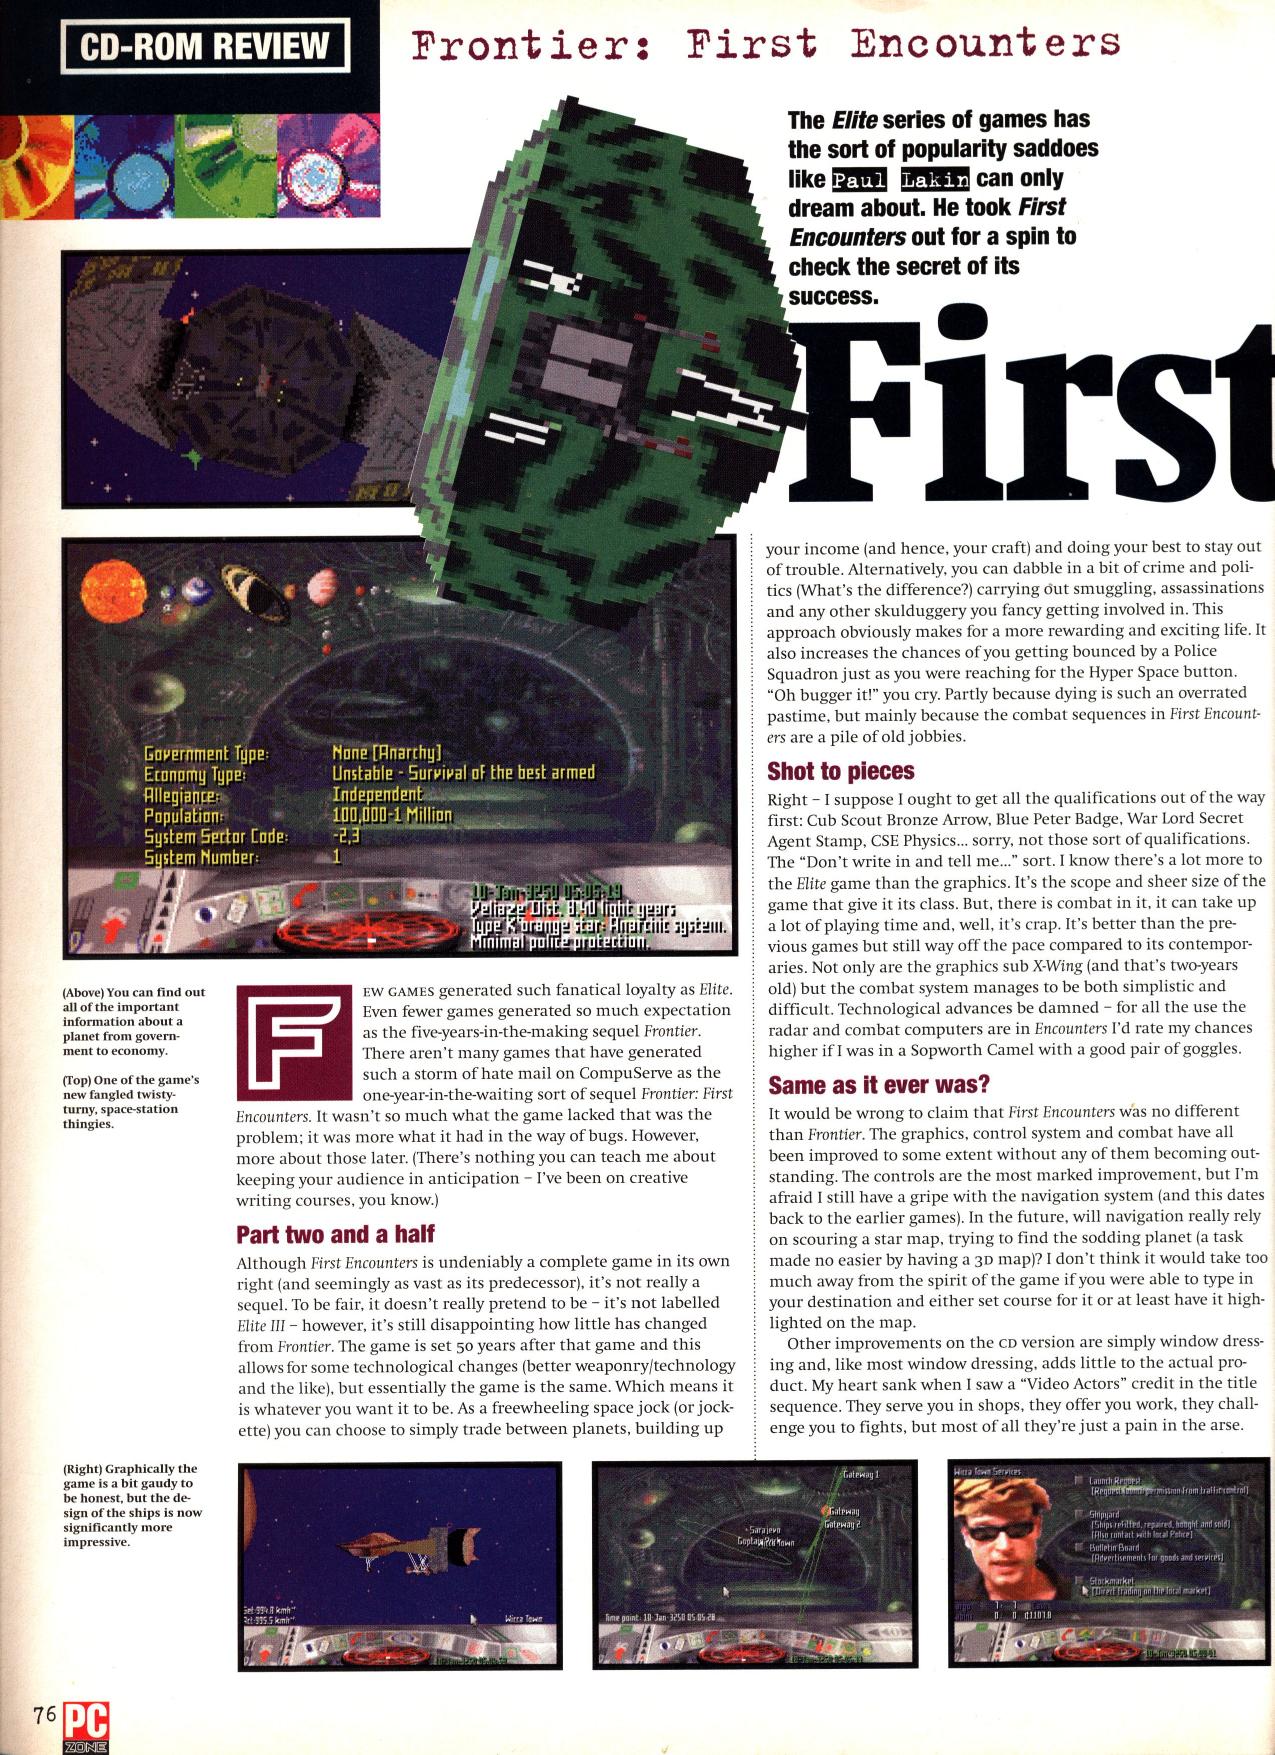 CD-ROM REVIEW
Frontier: First Encounters
The Elite series of games has
the sort of popularity saddoes
like Paul Lakin can only
dream about. He took First
Encounters out for a spin to
check the secret of its
success.
First
Government Type: None [Anarchy]
Economy Type: Unstable - Survival of the best armed
Allegiance: Independent
Population: 100,000-1 Million
System Sector Code: -2,3
System Number: 1
10-Jan-3250 05:05:19
Type K orange star. Anarchic system.
Minimal police protection.
(Above) You can find out
all of the important
information about a
planet from govern-
ment to economy.
(Top) One of the game's
new fangled twisty-
turny, space-station
thingies.
FEW GAMES generated such fanatical loyalty as Elite.
Even fewer games generated so much expectation
as the five-years-in-the-making sequel Frontier.
There aren't many games that have generated
such a storm of hate mail on CompuServe as the
one-year-in-the-waiting sort of sequel Frontier: First
Encounters. It wasn't so much what the game lacked that was the
problem; it was more what it had in the way of bugs. However,
more about those later. (There's nothing you can teach me about
keeping your audience in anticipation – I've been on creative
writing courses, you know.)
Part two and a half
Although First Encounters is undeniably a complete game in its own
right (and seemingly as vast as its predecessor), it's not really a
sequel. To be fair, it doesn't really pretend to be – it's not labelled
Elite III – however, it's still disappointing how little has changed
from Frontier. The game is set 50 years after that game and this
allows for some technological changes (better weaponry/technology
and the like), but essentially the game is the same. Which means it
is whatever you want it to be. As a freewheeling space jock (or jock-
ette) you can choose to simply trade between planets, building up
your income (and hence, your craft) and doing your best to stay out
of trouble. Alternatively, you can dabble in a bit of crime and poli-
tics (What's the difference?) carrying out smuggling, assassinations
and any other skulduggery you fancy getting involved in. This
approach obviously makes for a more rewarding and exciting life. It
also increases the chances of you getting bounced by a Police
Squadron just as you were reaching for the Hyper Space button.
"Oh bugger it!" you cry. Partly because dying is such an overrated
pastime, but mainly because the combat sequences in First Encount-
ers are a pile of old jobbies.
Shot to pieces
Right – I suppose I ought to get all the qualifications out of the way
first: Cub Scout Bronze Arrow, Blue Peter Badge, War Lord Secret
Agent Stamp, CSE Physics... sorry, not those sort of qualifications.
The "Don't write in and tell me..." sort. I know there's a lot more to
the Elite game than the graphics. It's the scope and sheer size of the
game that give it its class. But, there is combat in it, it can take up
a lot of playing time and, well, it's crap. It's better than the pre-
vious games but still way off the pace compared to its contempor-
aries. Not only are the graphics sub X-Wing (and that's two-years
old) but the combat system manages to be both simplistic and
difficult. Technological advances be damned – for all the use the
radar and combat computers are in Encounters I'd rate my chances
higher if I was in a Sopworth Camel with a good pair of goggles.
Same as it ever was?
It would be wrong to claim that First Encounters was no different
than Frontier. The graphics, control system and combat have all
been improved to some extent without any of them becoming out-
standing. The controls are the most marked improvement, but I'm
afraid I still have a gripe with the navigation system (and this dates
back to the earlier games). In the future, will navigation really rely
on scouring a star map, trying to find the sodding planet (a task
made no easier by having a 3D map)? I don't think it would take too
much away from the spirit of the game if you were able to type in
your destination and either set course for it or at least have it high-
lighted on the map.
Other improvements on the CD version are simply window dress-
ing and, like most window dressing, adds little to the actual pro-
duct. My heart sank when I saw a "Video Actors" credit in the title
sequence. They serve you in shops, they offer you work, they chall-
enge you to fights, but most of all they're just a pain in the arse.
(Right) Graphically the
game is a bit gaudy to
be honest, but the de-
sign of the ships is now
significantly more
impressive.
Wicca Town
Gateway 1
Gateway
Gateway 2
Sarajevo
Time point: 10-Jan-3250 05:05:20
Wicca Town Services
Launch Request
[Request launch permission from traffic control]
Shipyard
[Ships refitted, repaired, bought and sold]
[Also contact with local Police]
Bulletin Board
[Advertisements for goods and services]
Stockmarket
[Direct trading on the local market]
76
PC
ZONE